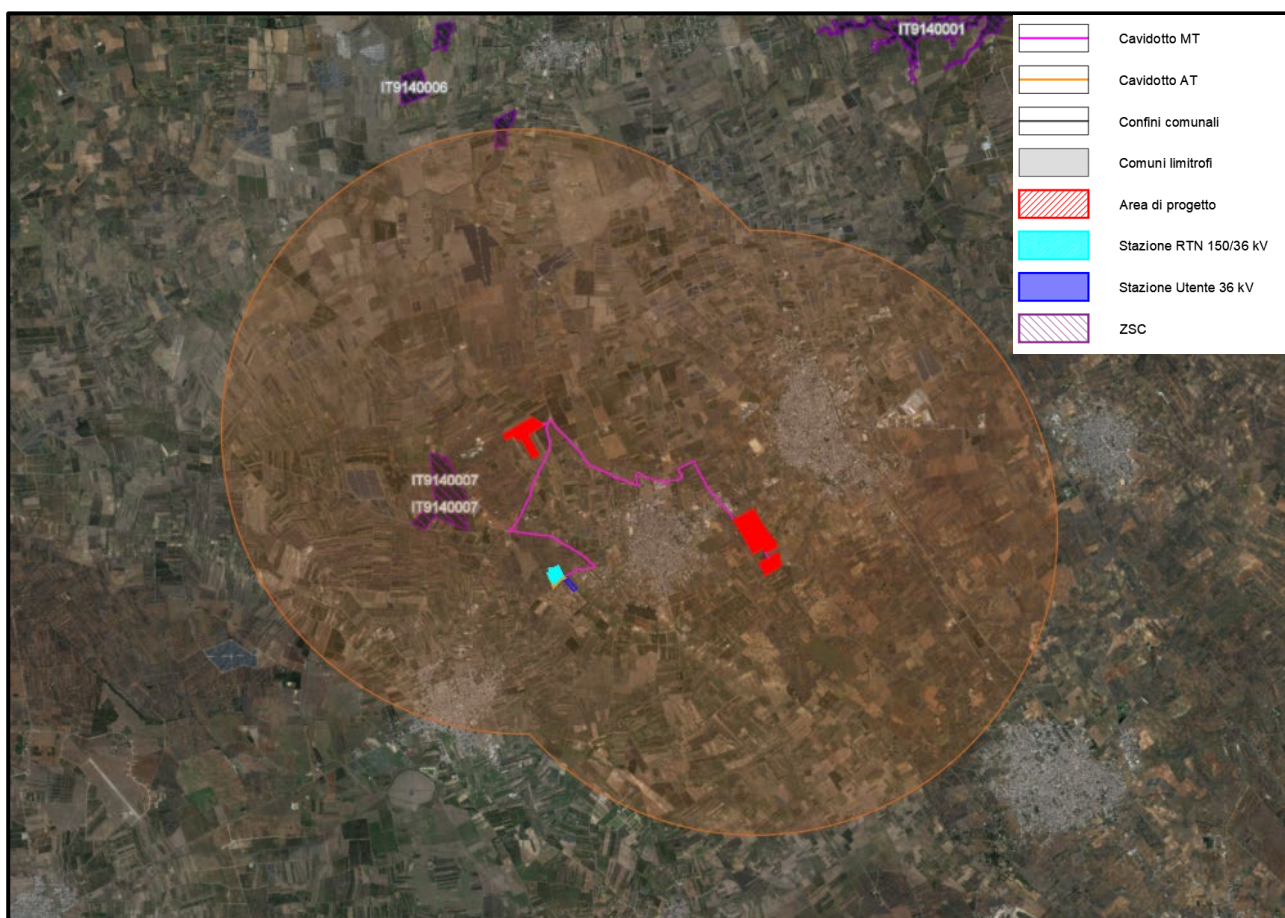 IT9140001
IT9140006
IT9140007
IT9140007
Cavidotto MT
Cavidotto AT
Confini comunali
Comuni limitrofi
Area di progetto
Stazione RTN 150/36 kV
Stazione Utente 36 kV
ZSC